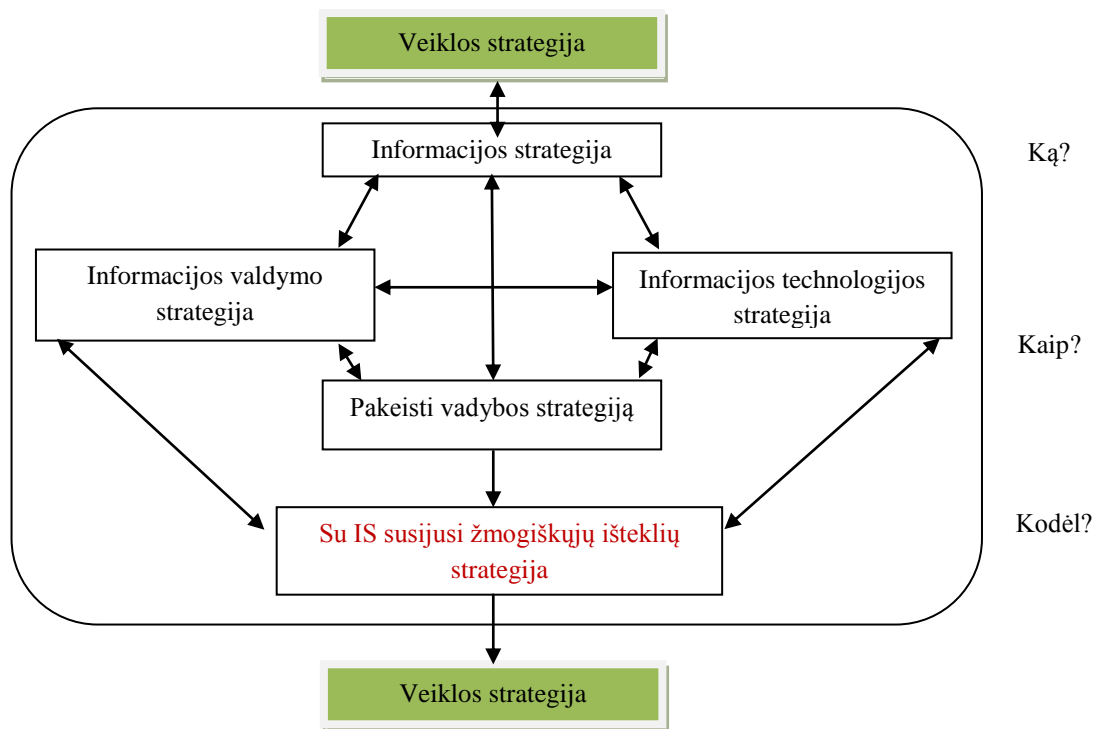 Veiklos strategija
Informacijos strategija
Ką?
Informacijos valdymo
strategija
Informacijos technologijos
strategija
Kaip?
Pakeisti vadybos strategiją
Kodėl?
Su IS susijusi žmogiškųjų išteklių
strategija
Veiklos strategija